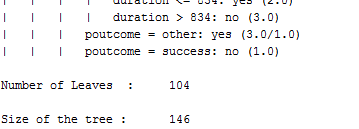 | | | | duration <= 834: yes (2.0)
| | | | duration > 834: no (3.0)
| | | poutcome = other: yes (3.0/1.0)
| | | poutcome = success: no (1.0)
Number of Leaves : 104
Size of the tree : 146